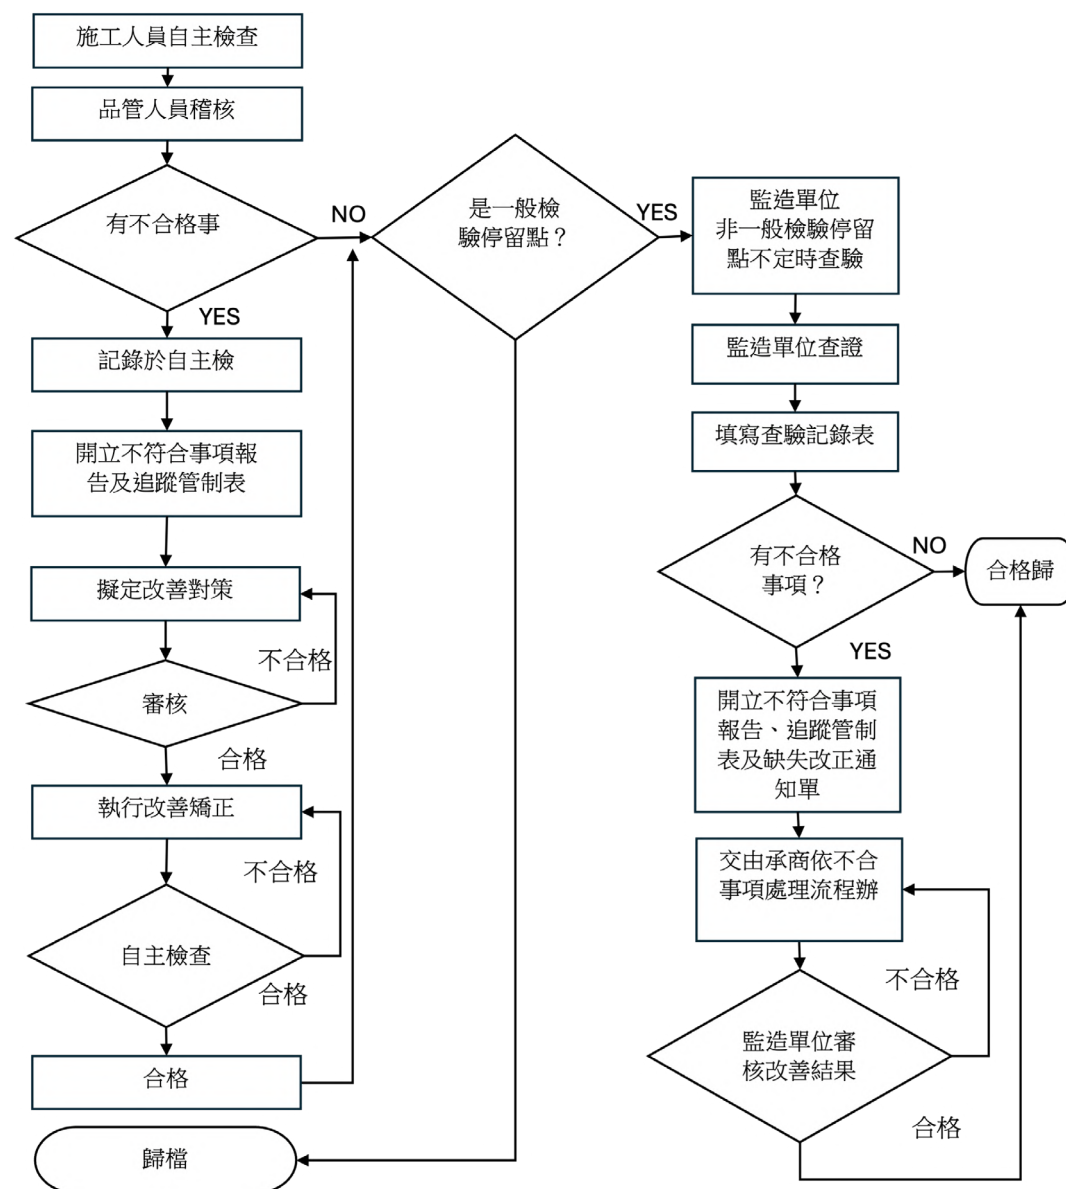 施工人員自主檢查
品管人員稽核
有不合格事
NO
YES
記錄於自主檢
開立不符合事項報
告及追蹤管制表
擬定改善對策
不合格
審核
合格
執行改善矯正
不合格
自主檢查
合格
合格
歸檔
是一般檢
驗停留點？
YES
監造單位
非一般檢驗停留
點不定時查驗
監造單位查證
填寫查驗記錄表
有不合格
事項？
NO
合格歸
YES
開立不符合事項
報告、追蹤管制
表及缺失改正通
知單
交由承商依不合
事項處理流程辦
不合格
監造單位審
核改善結果
合格